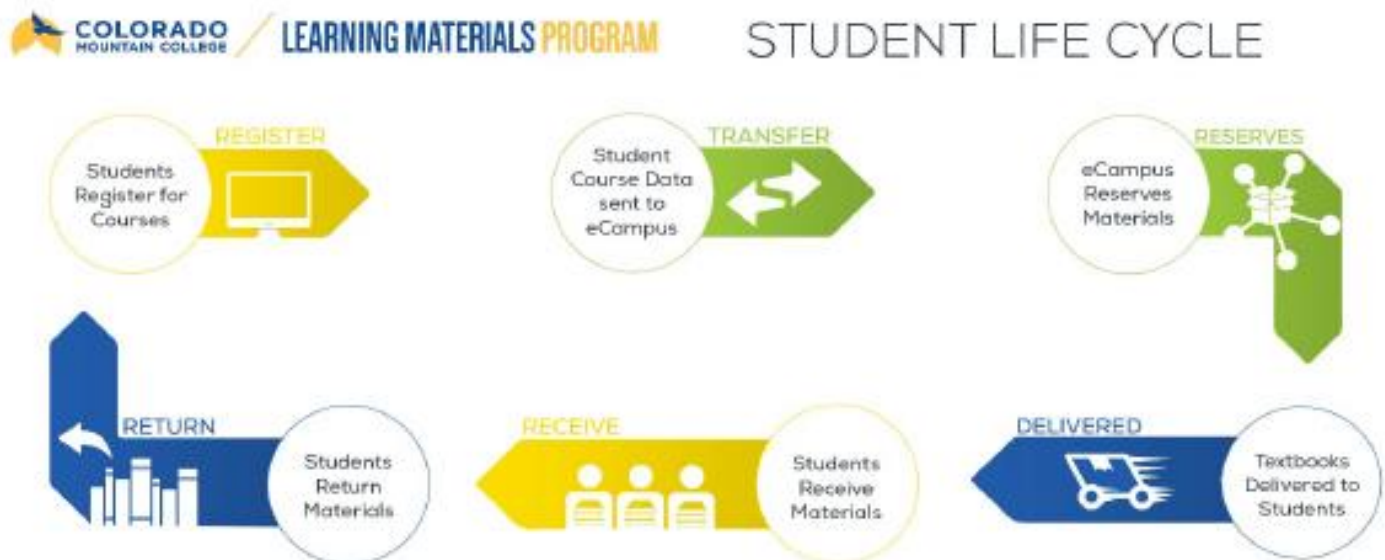 COLORADO
MOUNTAIN COLLEGE
LEARNING MATERIALS PROGRAM
STUDENT LIFE CYCLE
REGISTER
Students
Register for
Courses
TRANSFER
Student
Course Data
sent to
eCampus
RESERVES
eCampus
Reserves
Materials
RETURN
Students
Return
Materials
RECEIVE
Students
Receive
Materials
DELIVERED
Textbooks
Delivered to
Students